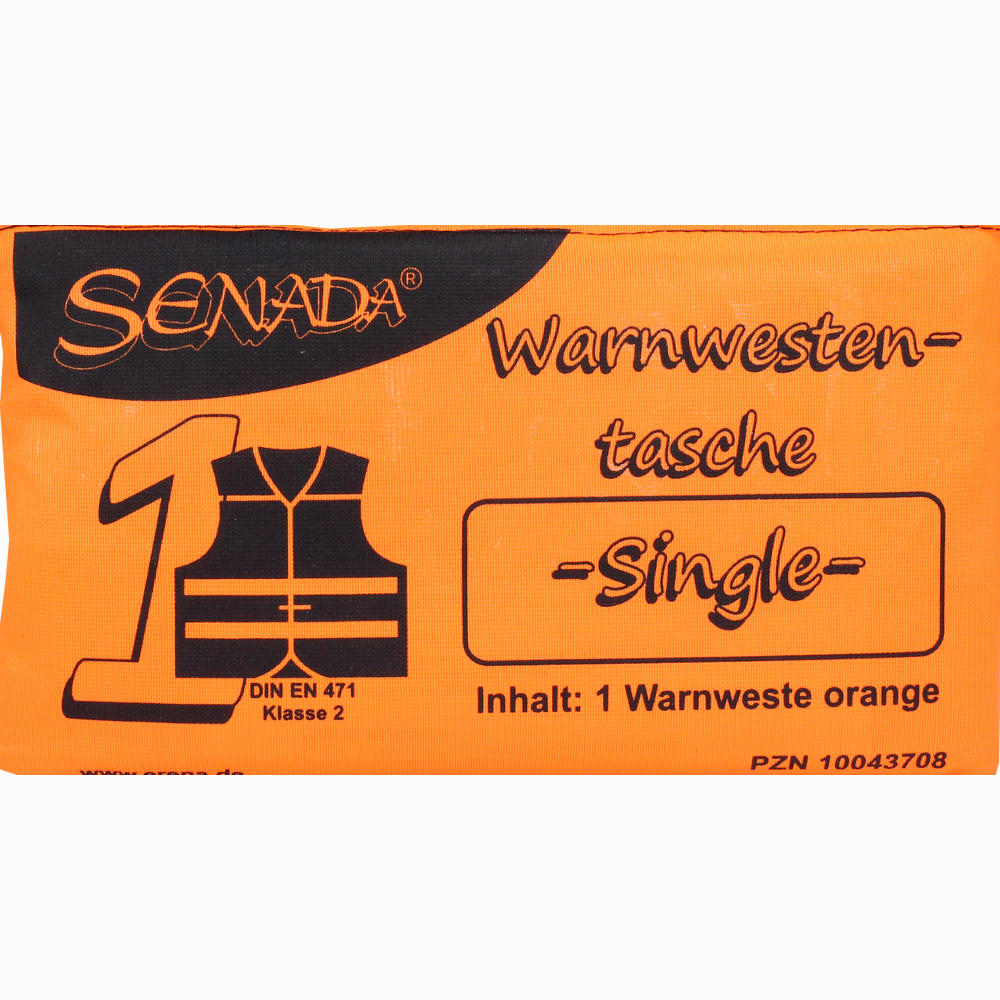 SENADA®
Warnwesten-
tasche
-Single-
1
DIN EN 471
Klasse 2
Inhalt: 1 Warnweste orange
PZN 10043708